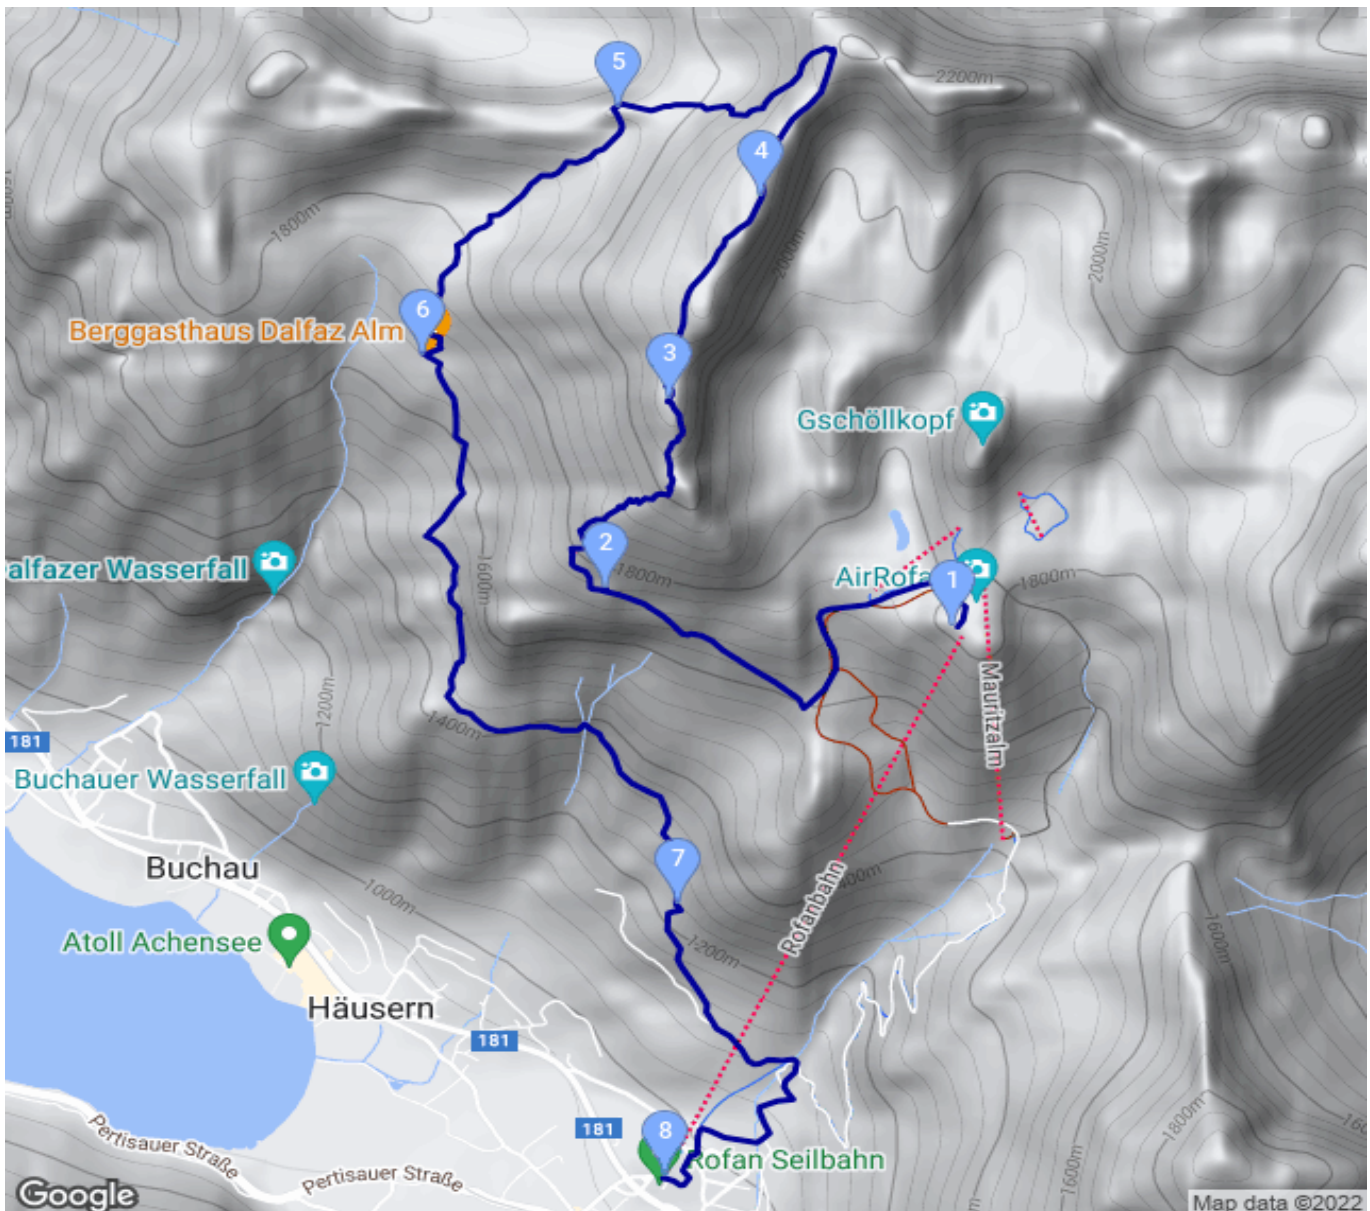 5
2200m
4
1600m
1800m
2000m
2000m
6
Berggasthaus Dalfaz Alm
3
Gschöllkopf
2
1800m
AirRofa
1
1800m
alfazer Wasserfall
1600m
Mauritzalm
1200m
1400m
181
Buchauer Wasserfall
Buchau
7
400m
1000m
Rofanbahn
Atoll Achensee
1200m
1600m
Häusern
181
181
8
Pertisauer Straße
Pertisauer Straße
Rofan Seilbahn
1800m
1600m
Google
Map data ©2022